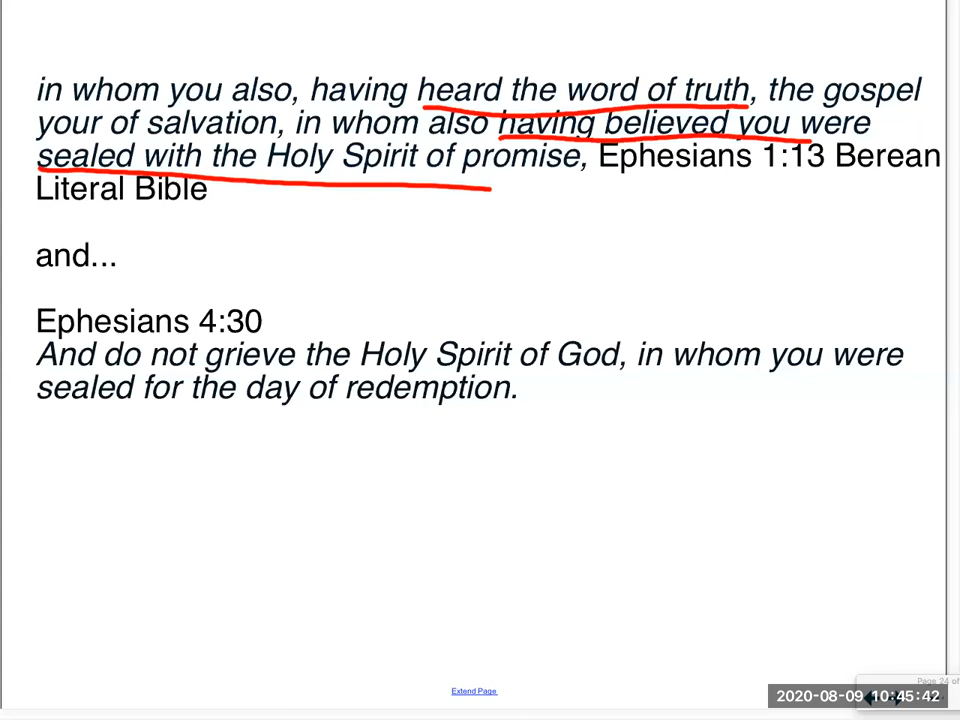 in whom you also, having heard the word of truth, the gospel
your of salvation, in whom also having believed you were
sealed with the Holy Spirit of promise, Ephesians 1:13 Berean
Literal Bible
and...
Ephesians 4:30
And do not grieve the Holy Spirit of God, in whom you were
sealed for the day of redemption.
Extend Page
Page 24 of
2020-08-09 10:45:42